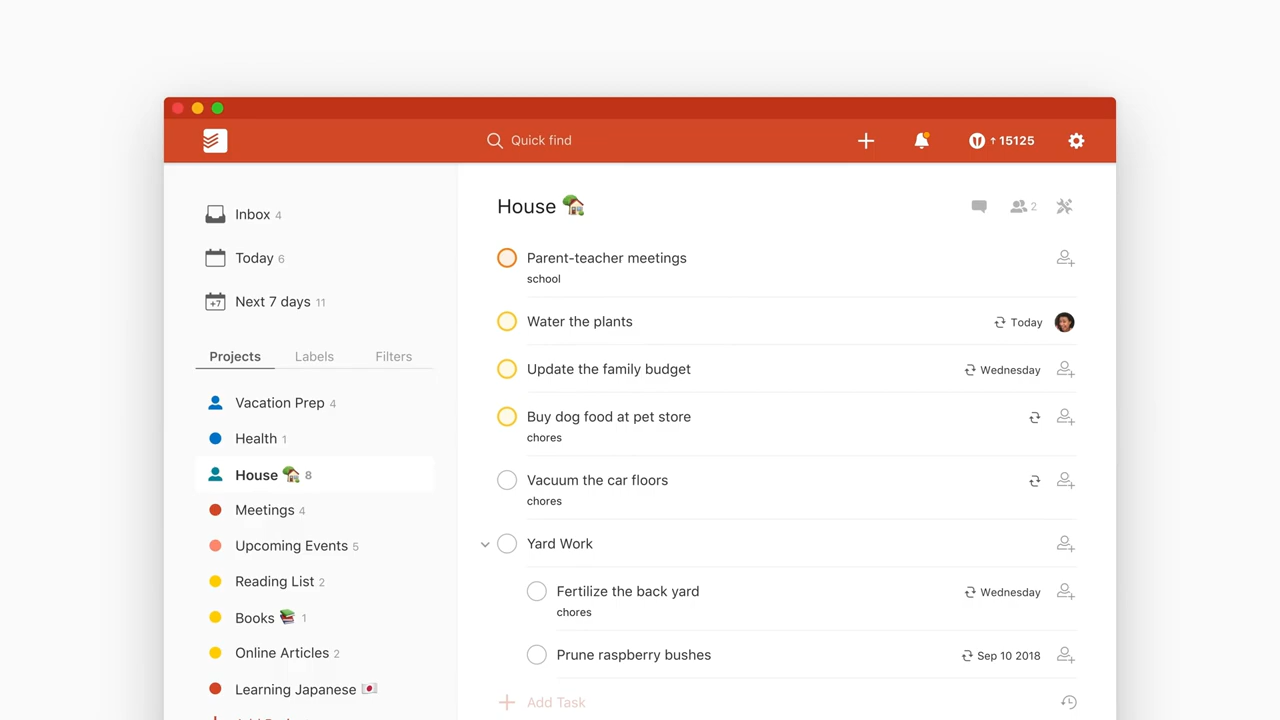 Quick find
15125
Inbox 4
Today 6
+7 Next 7 days 11
Projects Labels Filters
Vacation Prep 4
Health 1
House 8
Meetings 4
Upcoming Events 5
Reading List 2
Books 1
Online Articles 2
Learning Japanese
House
2
Parent-teacher meetings
school
Water the plants Today
Update the family budget Wednesday
Buy dog food at pet store
chores
Vacuum the car floors
chores
Yard Work
Fertilize the back yard Wednesday
chores
Prune raspberry bushes Sep 10 2018
Add Task